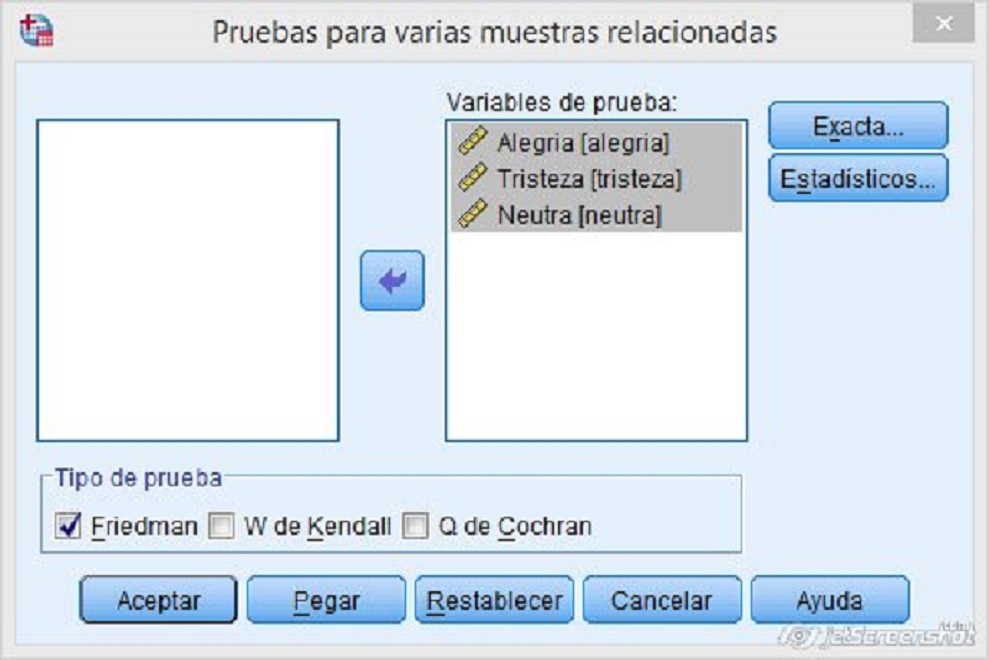 Pruebas para varias muestras relacionadas
Variables de prueba:
Alegria [alegria]
Tristeza [tristeza]
Neutra [neutra]
Exacta...
Estadísticos...
Tipo de prueba
Friedman W de Kendall Q de Cochran
Aceptar Pegar Restablecer Cancelar Ayuda
jetScreenshot